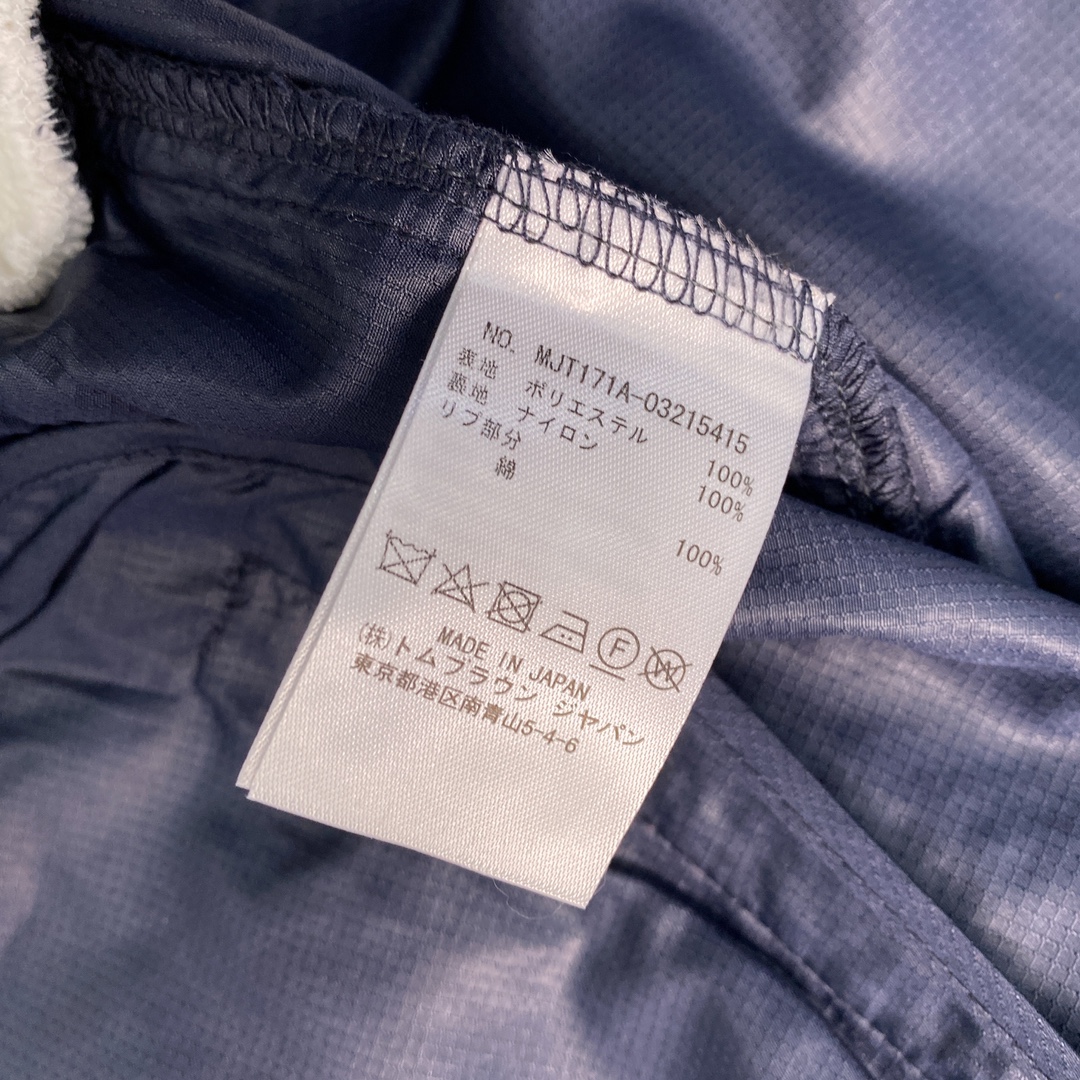 NO. MJT171A-03215415
表地 ポリエステル 100%
裏地 ナイロン 100%
リブ部分
綿 100%
F W
MADE IN JAPAN
(株)トムブラウン ジャパン
東京都港区南青山5-4-6